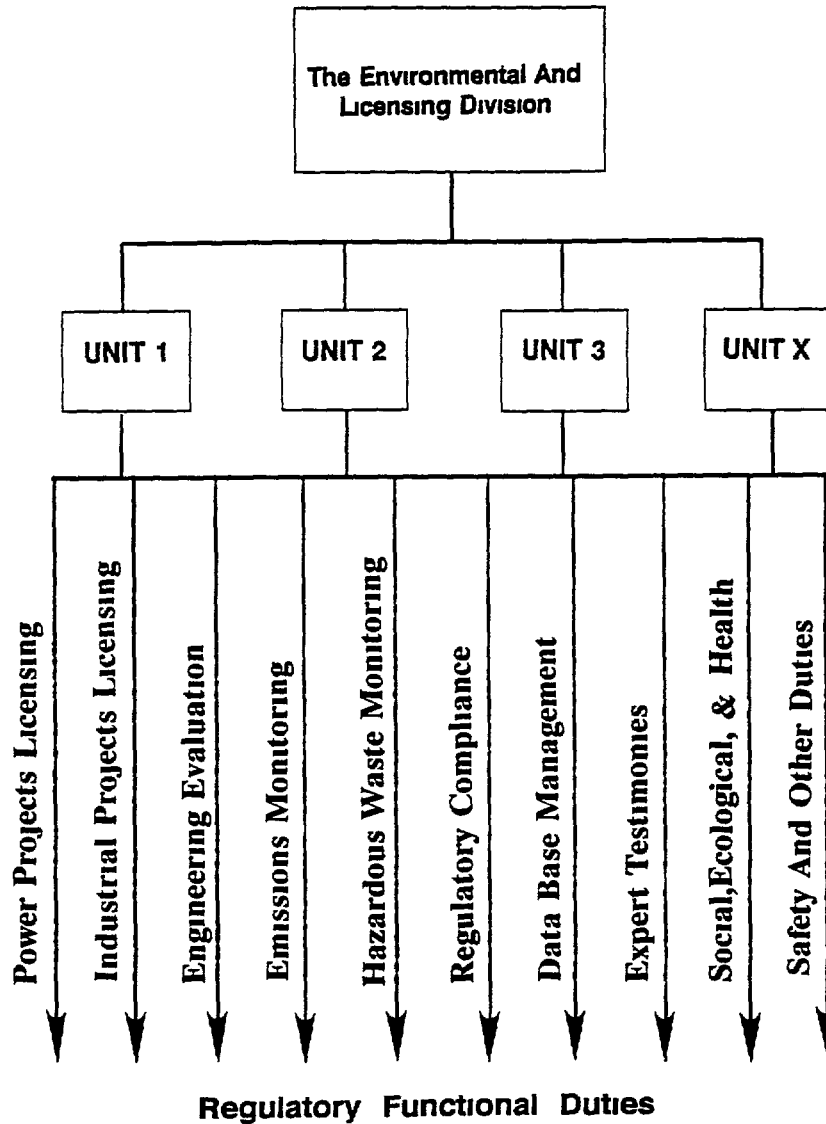 The Environmental And
Licensing Division
UNIT 1
UNIT 2
UNIT 3
UNIT X
Power Projects Licensing
Industrial Projects Licensing
Engineering Evaluation
Emissions Monitoring
Hazardous Waste Monitoring
Regulatory Compliance
Data Base Management
Expert Testimonies
Social,Ecological, & Health
Safety And Other Duties
Regulatory Functional Duties